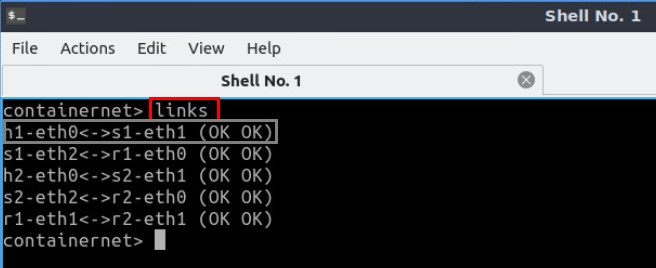 $_
Shell No. 1
File Actions Edit View Help
Shell No. 1
containernet> links
h1-eth0<->s1-eth1 (OK OK)
s1-eth2<->r1-eth0 (OK OK)
h2-eth0<->s2-eth1 (OK OK)
s2-eth2<->r2-eth0 (OK OK)
r1-eth1<->r2-eth1 (OK OK)
containernet>